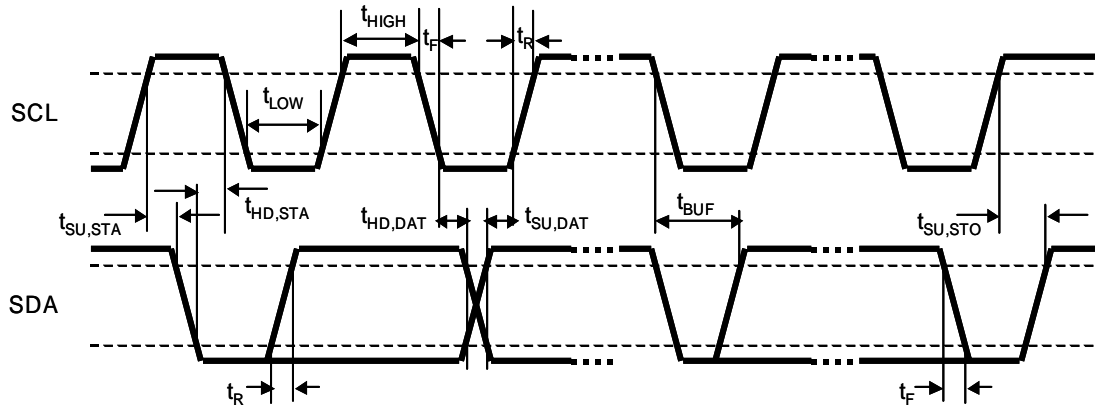 tHIGH
tF
tR
SCL
tLOW
tSU,STA
tHD,STA
tHD,DAT
tSU,DAT
tBUF
tSU,STO
SDA
tR
tF